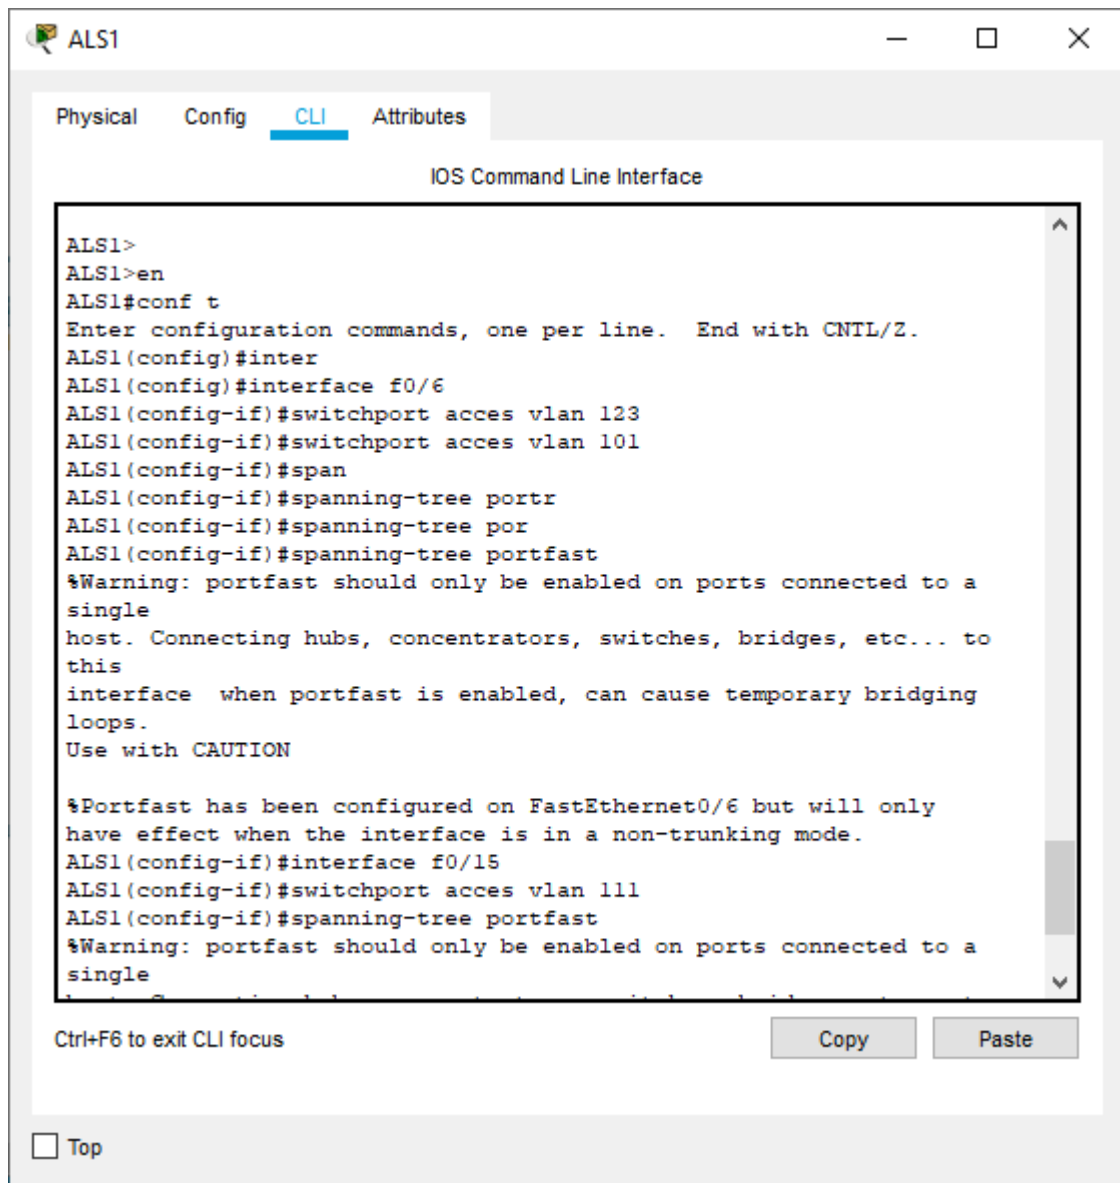 ALS1
Physical Config CLI Attributes
IOS Command Line Interface
ALS1>
ALS1>en
ALS1#conf t
Enter configuration commands, one per line.  End with CNTL/Z.
ALS1(config)#inter
ALS1(config)#interface f0/6
ALS1(config-if)#switchport acces vlan 123
ALS1(config-if)#switchport acces vlan 101
ALS1(config-if)#span
ALS1(config-if)#spanning-tree portr
ALS1(config-if)#spanning-tree por
ALS1(config-if)#spanning-tree portfast
%Warning: portfast should only be enabled on ports connected to a
single
host. Connecting hubs, concentrators, switches, bridges, etc... to
this
interface  when portfast is enabled, can cause temporary bridging
loops.
Use with CAUTION
%Portfast has been configured on FastEthernet0/6 but will only
have effect when the interface is in a non-trunking mode.
ALS1(config-if)#interface f0/15
ALS1(config-if)#switchport acces vlan 111
ALS1(config-if)#spanning-tree portfast
%Warning: portfast should only be enabled on ports connected to a
single
Ctrl+F6 to exit CLI focus
Copy Paste
Top